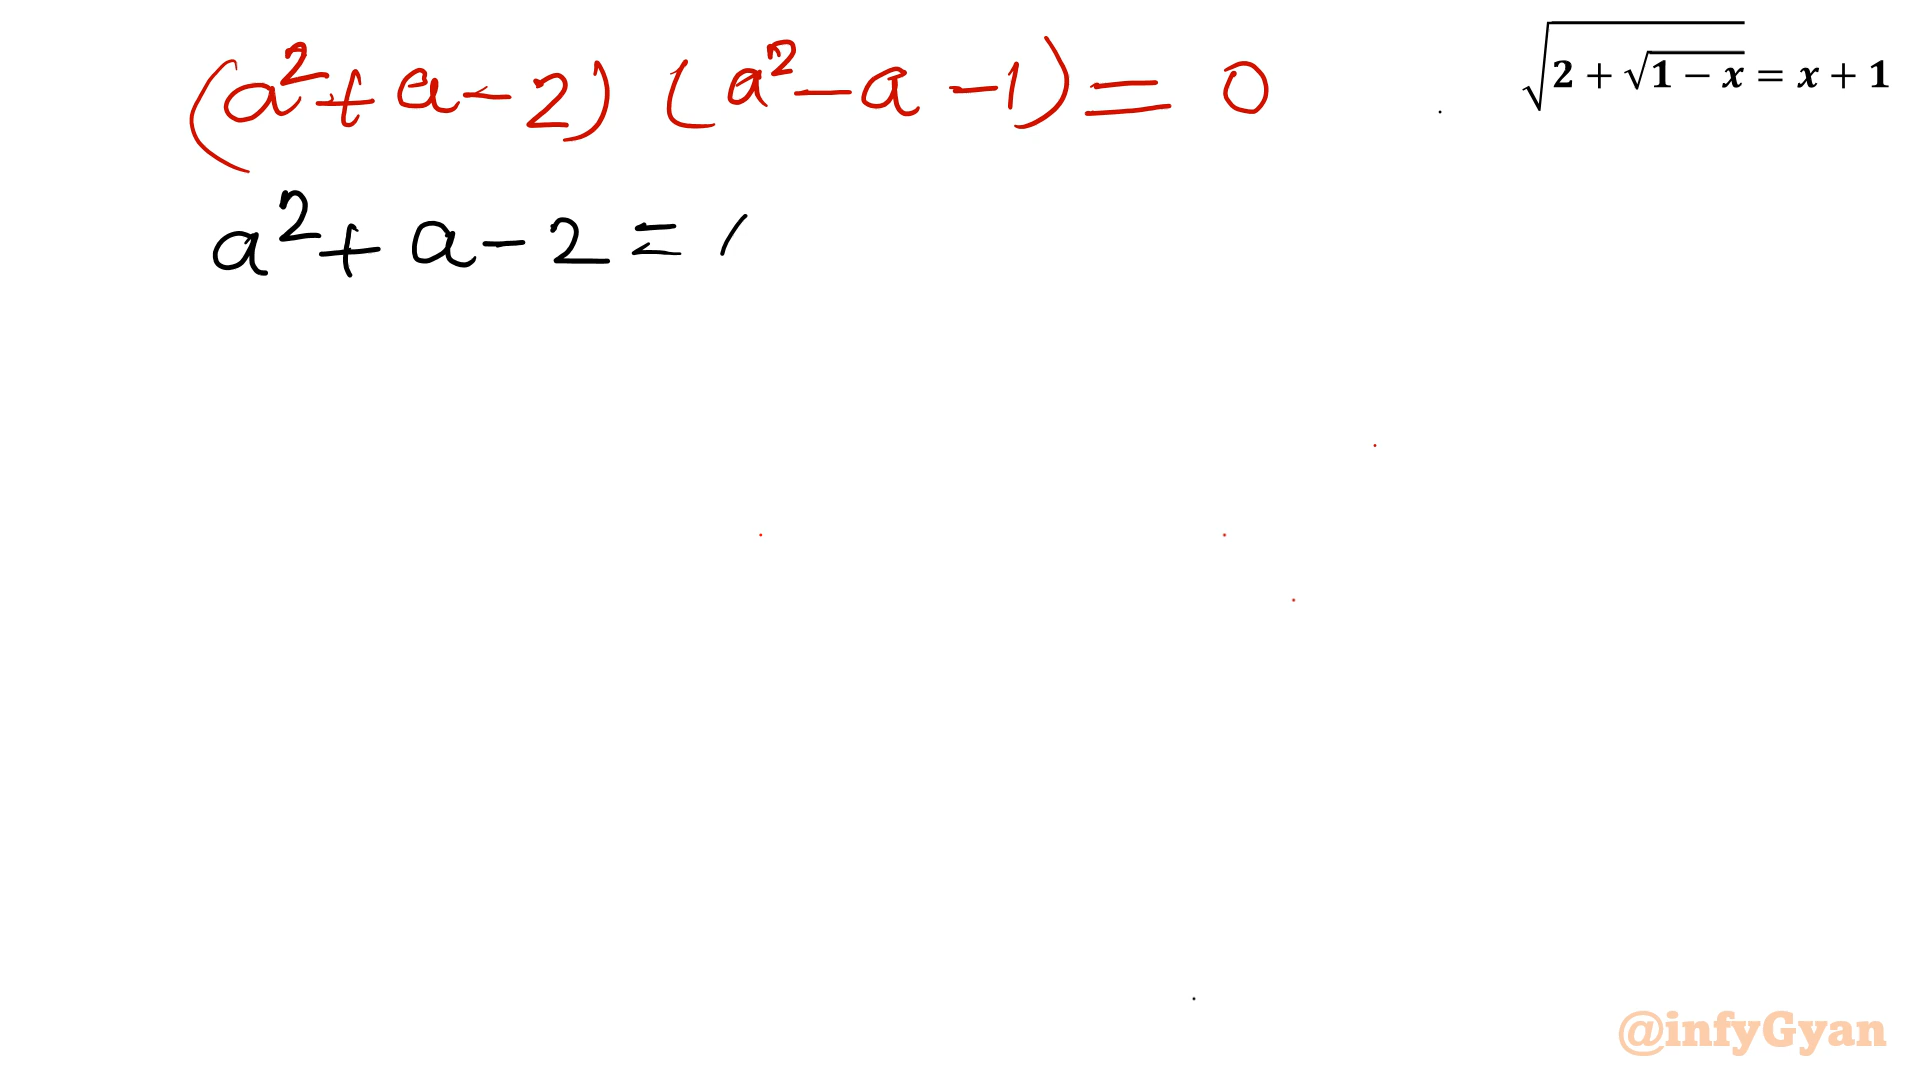 (a²+a-2)(a²-a-1)=0
√(2+√(1-x))=x+1
a²+a-2=
@infyGyan